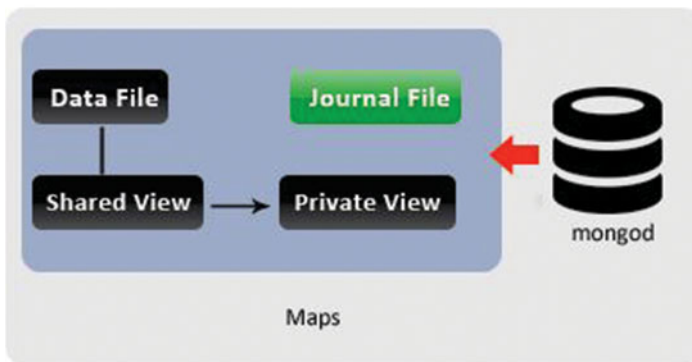 Data File
Journal File
Shared View
Private View
mongod
Maps